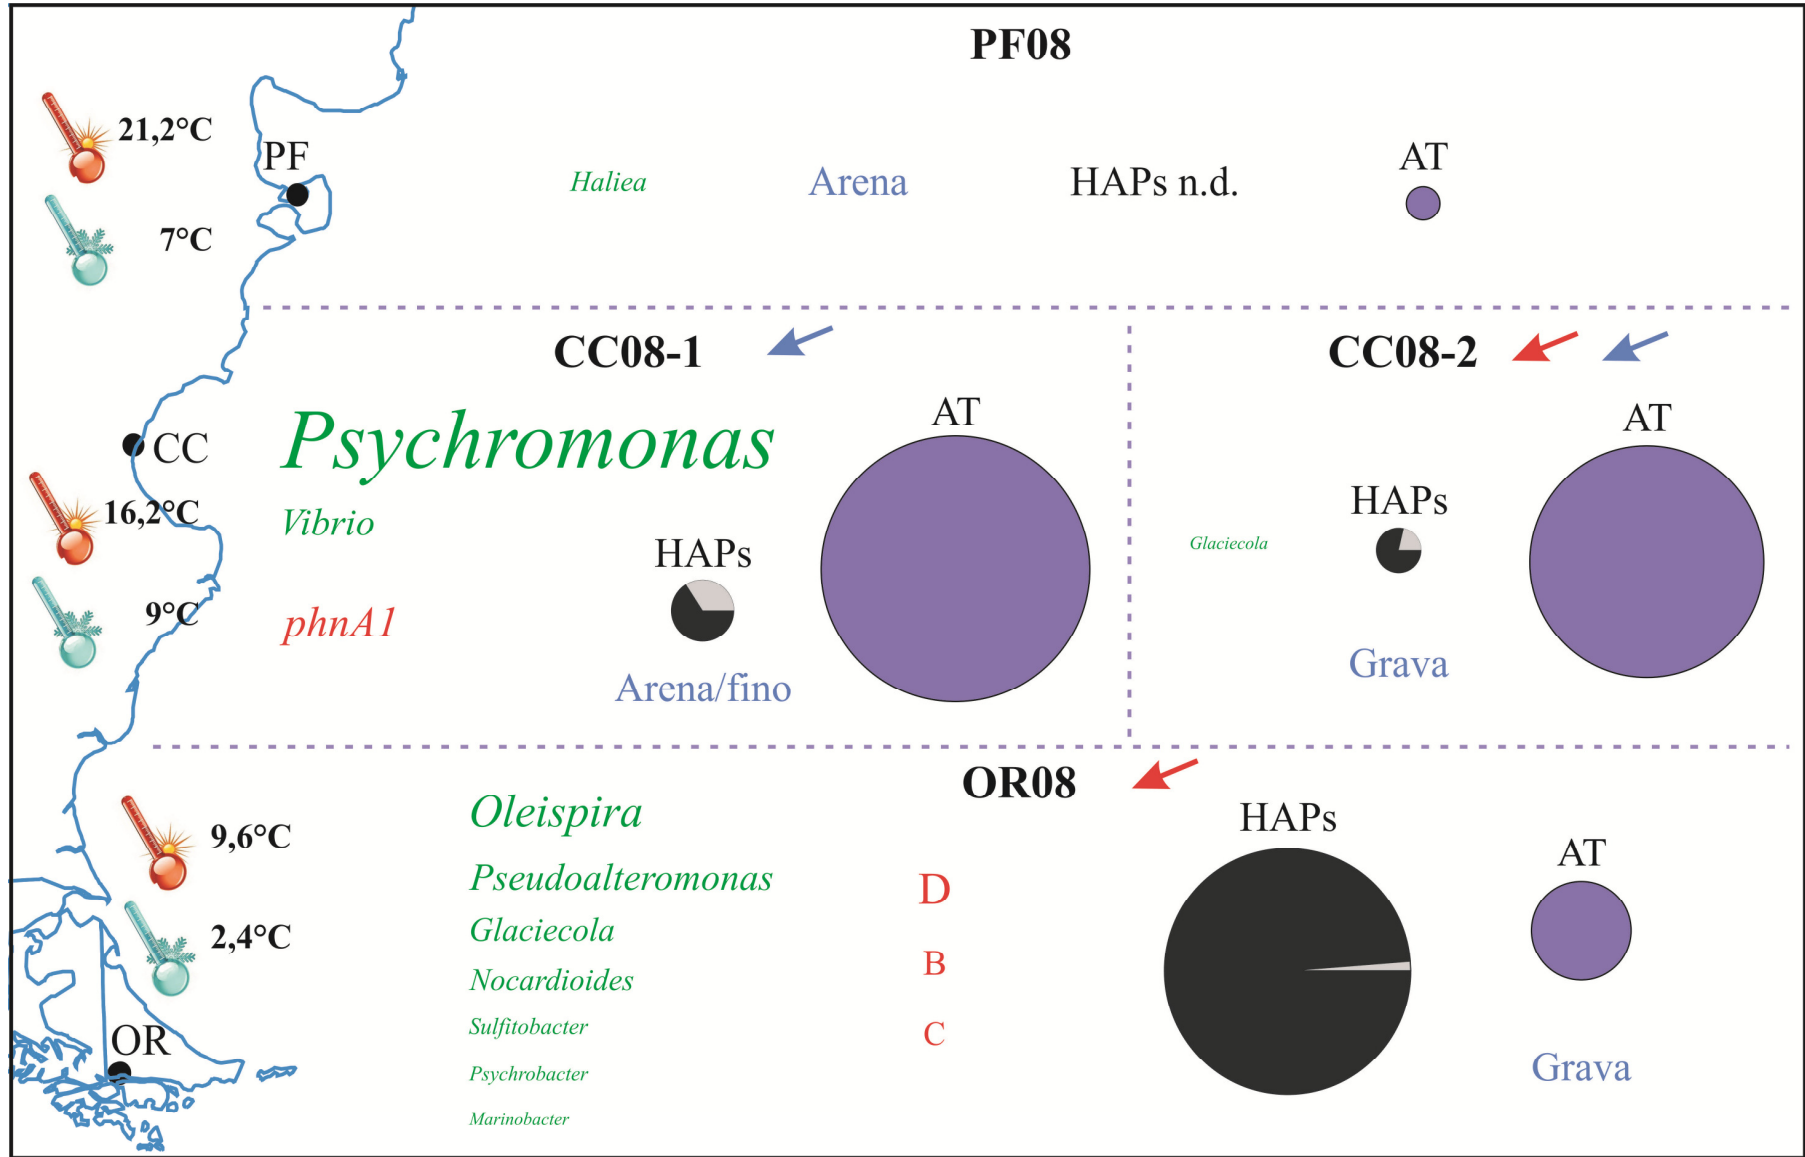 PF08
21,2°C
PF
7°C
Haliea
Arena
HAPs n.d.
AT
CC08-1
CC08-2
CC
16,2°C
9°C
Psychromonas
Vibrio
phnA1
HAPs
Arena/fino
AT
Glaciecola
HAPs
Grava
AT
OR08
9,6°C
2,4°C
OR
Oleispira
Pseudoalteromonas
Glaciecola
Nocardioides
Sulfitobacter
Psychrobacter
Marinobacter
D
B
C
HAPs
AT
Grava